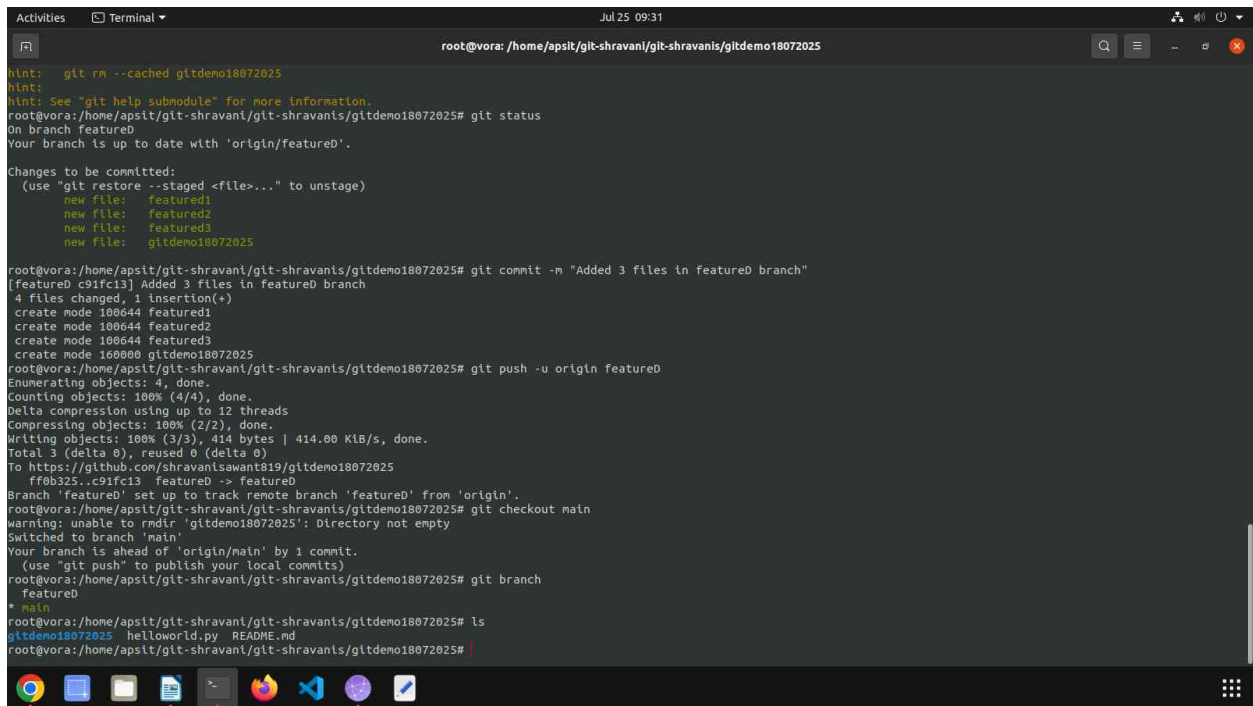 Activities Terminal Jul 25 09:31
root@vora: /home/apsit/git-shravani/git-shravanis/gitdemo18072025
hint:   git rm --cached gitdemo18072025
hint:
hint: See "git help submodule" for more information.
root@vora:/home/apsit/git-shravani/git-shravanis/gitdemo18072025# git status
On branch featureD
Your branch is up to date with 'origin/featureD'.
Changes to be committed:
  (use "git restore --staged <file>..." to unstage)
        new file:   featured1
        new file:   featured2
        new file:   featured3
        new file:   gitdemo18072025
root@vora:/home/apsit/git-shravani/git-shravanis/gitdemo18072025# git commit -m "Added 3 files in featureD branch"
[featureD c91fc13] Added 3 files in featureD branch
 4 files changed, 1 insertion(+)
 create mode 100644 featured1
 create mode 100644 featured2
 create mode 100644 featured3
 create mode 160000 gitdemo18072025
root@vora:/home/apsit/git-shravani/git-shravanis/gitdemo18072025# git push -u origin featureD
Enumerating objects: 4, done.
Counting objects: 100% (4/4), done.
Delta compression using up to 12 threads
Compressing objects: 100% (2/2), done.
Writing objects: 100% (3/3), 414 bytes | 414.00 KiB/s, done.
Total 3 (delta 0), reused 0 (delta 0)
To https://github.com/shravanisawant819/gitdemo18072025
   ff0b325..c91fc13  featureD -> featureD
Branch 'featureD' set up to track remote branch 'featureD' from 'origin'.
root@vora:/home/apsit/git-shravani/git-shravanis/gitdemo18072025# git checkout main
warning: unable to rmdir 'gitdemo18072025': Directory not empty
Switched to branch 'main'
Your branch is ahead of 'origin/main' by 1 commit.
  (use "git push" to publish your local commits)
root@vora:/home/apsit/git-shravani/git-shravanis/gitdemo18072025# git branch
  featureD
* main
root@vora:/home/apsit/git-shravani/git-shravanis/gitdemo18072025# ls
gitdemo18072025  helloworld.py  README.md
root@vora:/home/apsit/git-shravani/git-shravanis/gitdemo18072025#